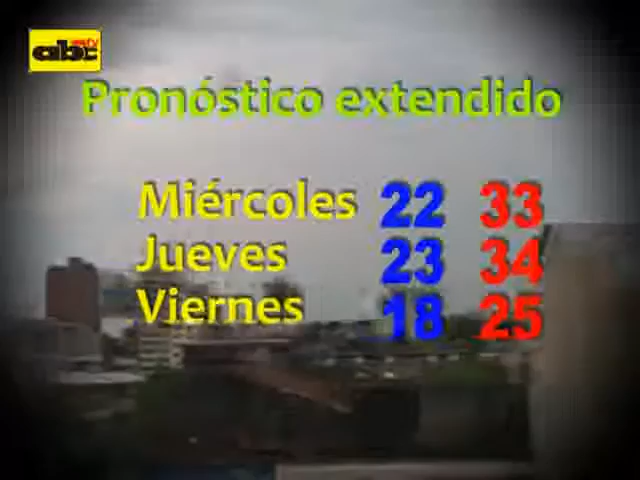 abc
Pronóstico extendido
Miércoles 22 33
Jueves 23 34
Viernes 18 25